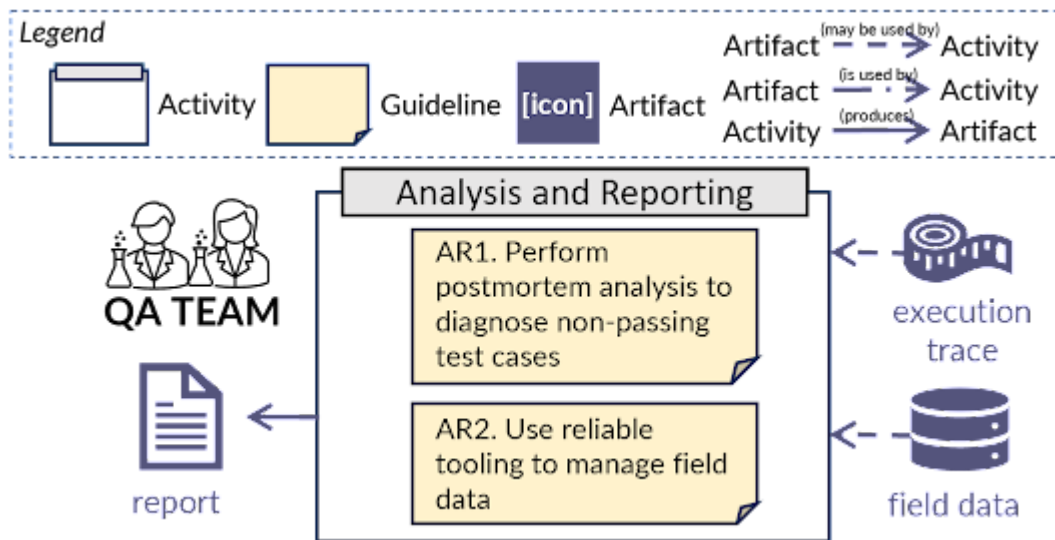 Legend
Activity
Guideline
[icon]
Artifact
Artifact (may be used by) Activity
Artifact (is used by) Activity
Activity (produces) Artifact
Analysis and Reporting
QA TEAM
AR1. Perform
postmortem analysis to
diagnose non-passing
test cases
execution
trace
report
AR2. Use reliable
tooling to manage field
data
field data